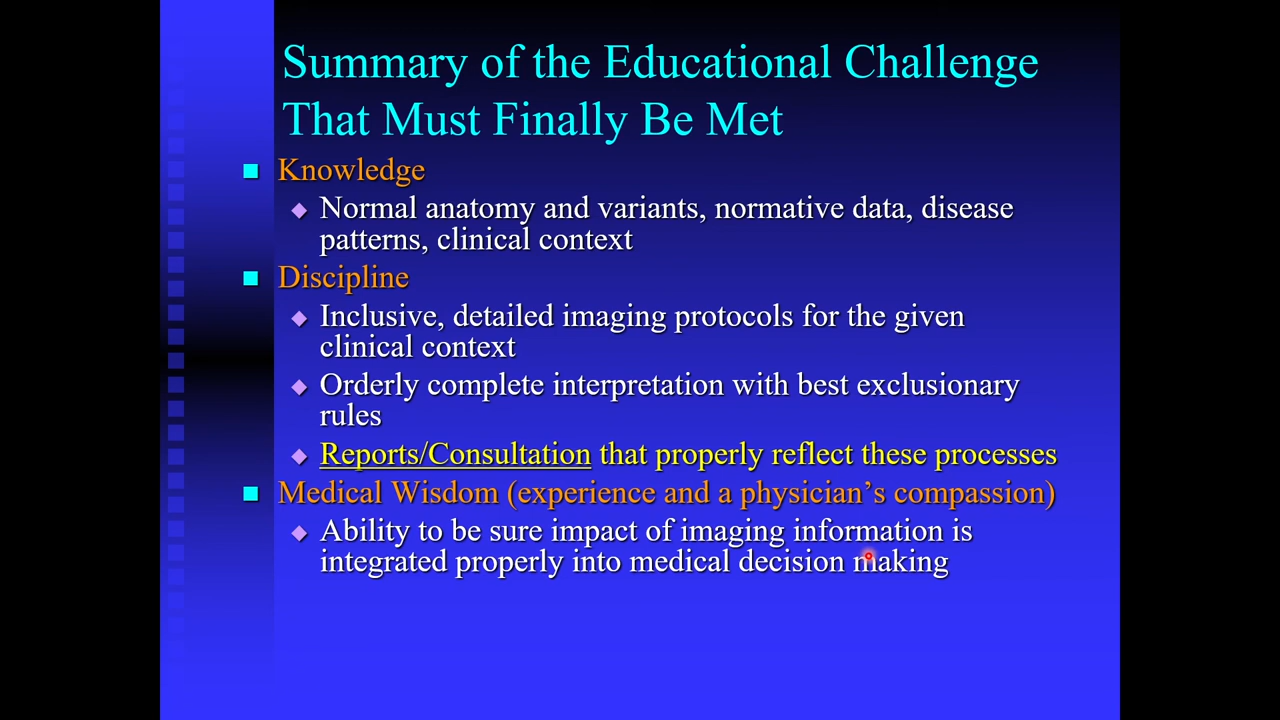 Summary of the Educational Challenge
That Must Finally Be Met
Knowledge
Normal anatomy and variants, normative data, disease
patterns, clinical context
Discipline
Inclusive, detailed imaging protocols for the given
clinical context
Orderly complete interpretation with best exclusionary
rules
Reports/Consultation that properly reflect these processes
Medical Wisdom (experience and a physician’s compassion)
Ability to be sure impact of imaging information is
integrated properly into medical decision making